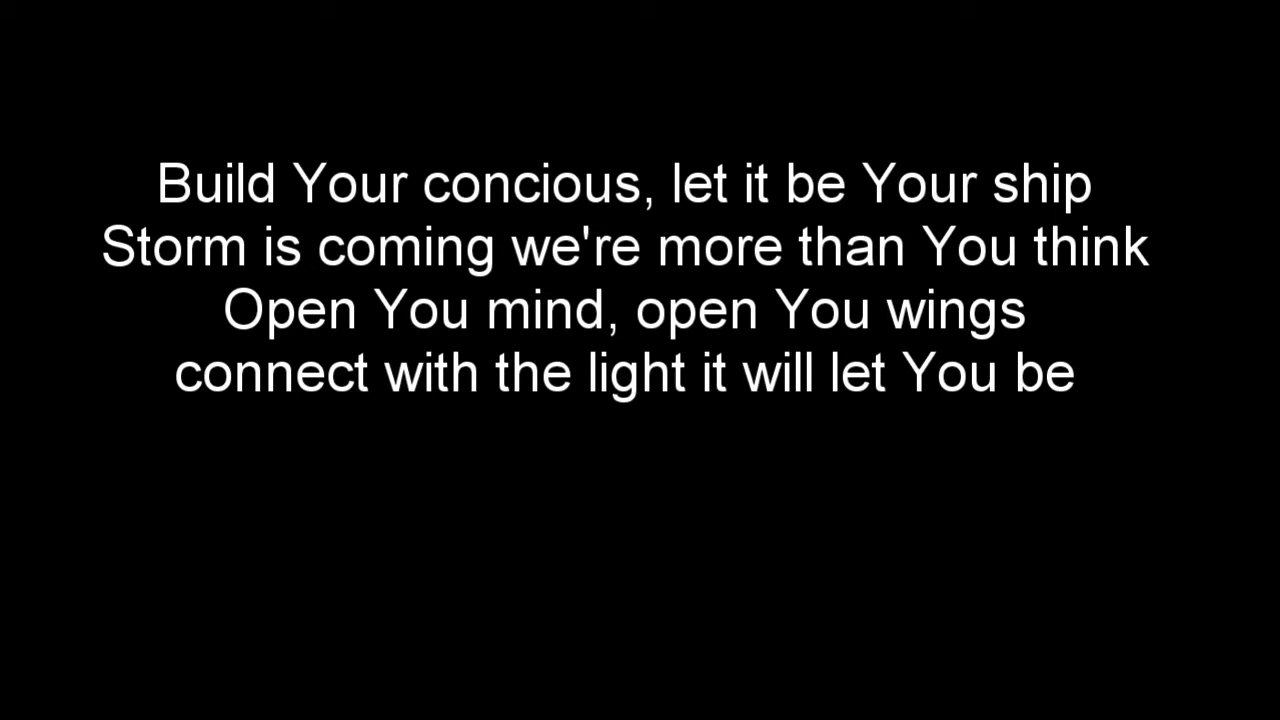 Build Your concious, let it be Your ship
Storm is coming we're more than You think
Open You mind, open You wings
connect with the light it will let You be